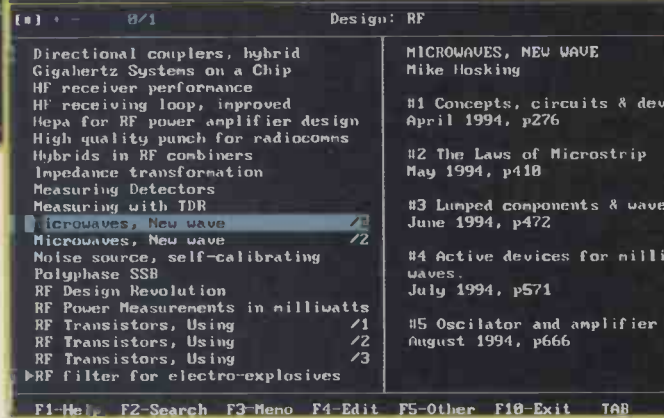 [■] 0/1 Design: RF
Directional couplers, hybrid
Gigahertz Systems on a Chip
HF receiver performance
HF receiving loop, improved
Hepa for RF power amplifier design
High quality punch for radiocomms
Hybrids in RF combiners
Impedance transformation
Measuring Detectors
Measuring with TDR
Microwaves, New wave
Microwaves, New wave /2
Noise source, self-calibrating
Polyphase SSB
RF Design Revolution
RF Power Measurements in milliwatts
RF Transistors, Using /1
RF Transistors, Using /2
RF Transistors, Using /3
▶RF filter for electro-explosives
MICROWAVES, NEW WAVE
Mike Hosking
#1 Concepts, circuits & dev
April 1994, p276
#2 The Laws of Microstrip
May 1994, p410
#3 Lumped components & wave
June 1994, p472
#4 Active devices for milli
waves.
July 1994, p571
#5 Oscilator and amplifier
August 1994, p666
F1-Help F2-Search F3-Memo F4-Edit F5-Other F10-Exit TAB